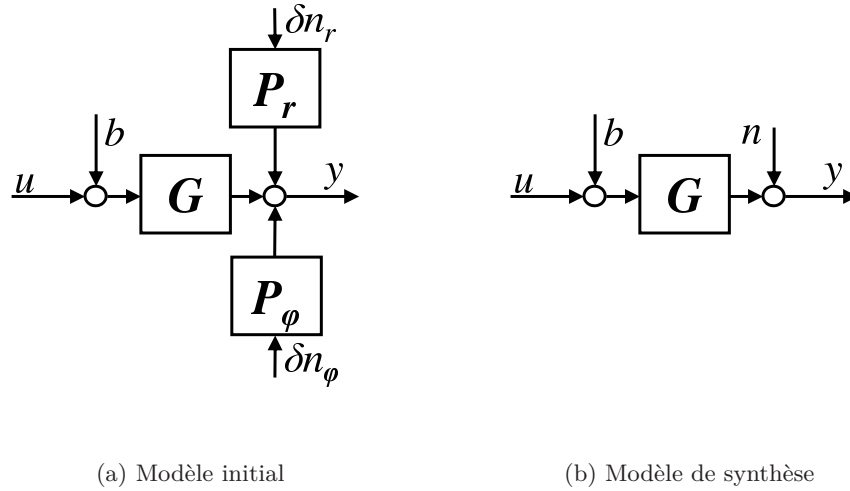 δn_r
P_r
b
u
G
y
P_φ
δn_φ
(a) Modèle initial
b
n
u
G
y
(b) Modèle de synthèse